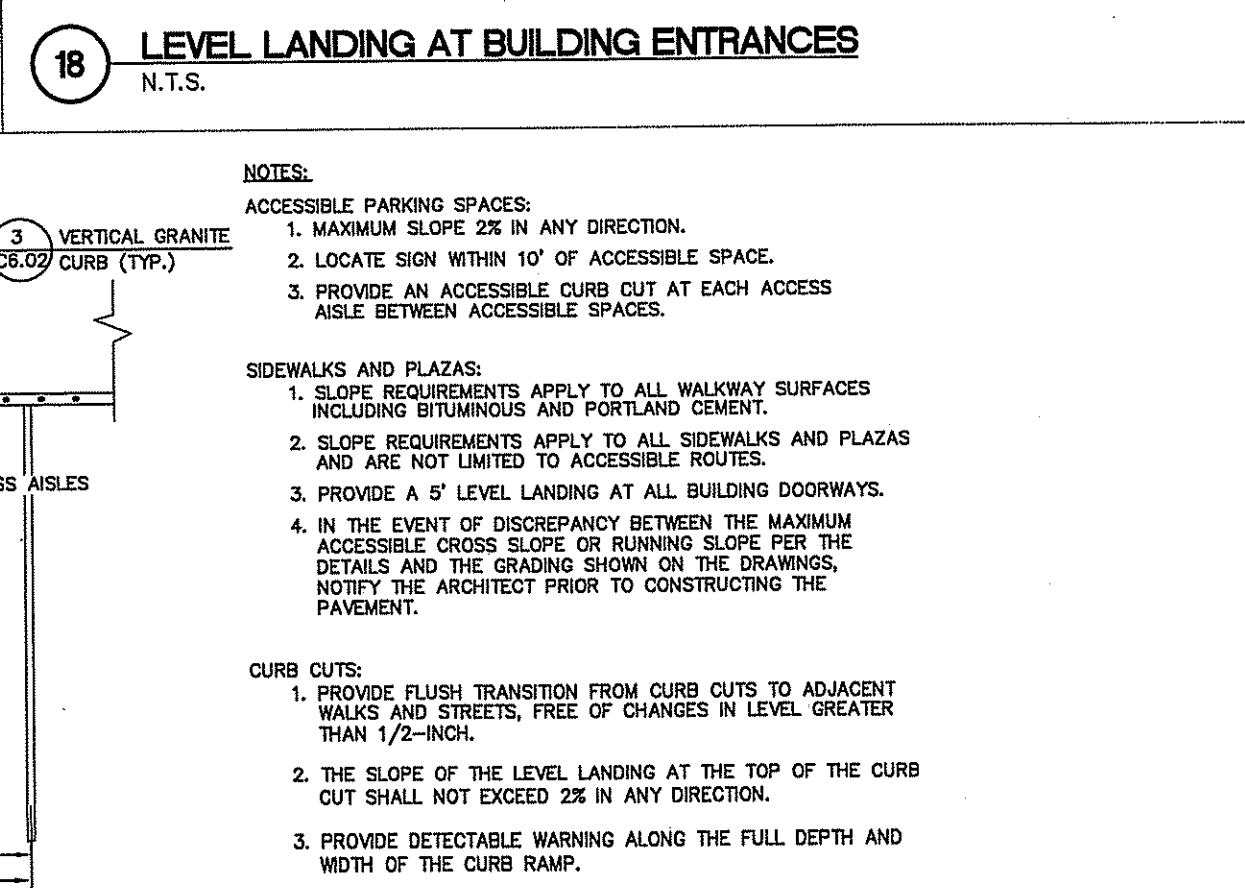 18 LEVEL LANDING AT BUILDING ENTRANCES
N.T.S.
3 VERTICAL GRANITE
C6.02 CURB (TYP.)
AISLES
NOTES:
ACCESSIBLE PARKING SPACES:
1. MAXIMUM SLOPE 2% IN ANY DIRECTION.
2. LOCATE SIGN WITHIN 10' OF ACCESSIBLE SPACE.
3. PROVIDE AN ACCESSIBLE CURB CUT AT EACH ACCESS
AISLE BETWEEN ACCESSIBLE SPACES.
SIDEWALKS AND PLAZAS:
1. SLOPE REQUIREMENTS APPLY TO ALL WALKWAY SURFACES
INCLUDING BITUMINOUS AND PORTLAND CEMENT.
2. SLOPE REQUIREMENTS APPLY TO ALL SIDEWALKS AND PLAZAS
AND ARE NOT LIMITED TO ACCESSIBLE ROUTES.
3. PROVIDE A 5' LEVEL LANDING AT ALL BUILDING DOORWAYS.
4. IN THE EVENT OF DISCREPANCY BETWEEN THE MAXIMUM
ACCESSIBLE CROSS SLOPE OR RUNNING SLOPE PER THE
DETAILS AND THE GRADING SHOWN ON THE DRAWINGS,
NOTIFY THE ARCHITECT PRIOR TO CONSTRUCTING THE
PAVEMENT.
CURB CUTS:
1. PROVIDE FLUSH TRANSITION FROM CURB CUTS TO ADJACENT
WALKS AND STREETS, FREE OF CHANGES IN LEVEL GREATER
THAN 1/2-INCH.
2. THE SLOPE OF THE LEVEL LANDING AT THE TOP OF THE CURB
CUT SHALL NOT EXCEED 2% IN ANY DIRECTION.
3. PROVIDE DETECTABLE WARNING ALONG THE FULL DEPTH AND
WIDTH OF THE CURB RAMP.